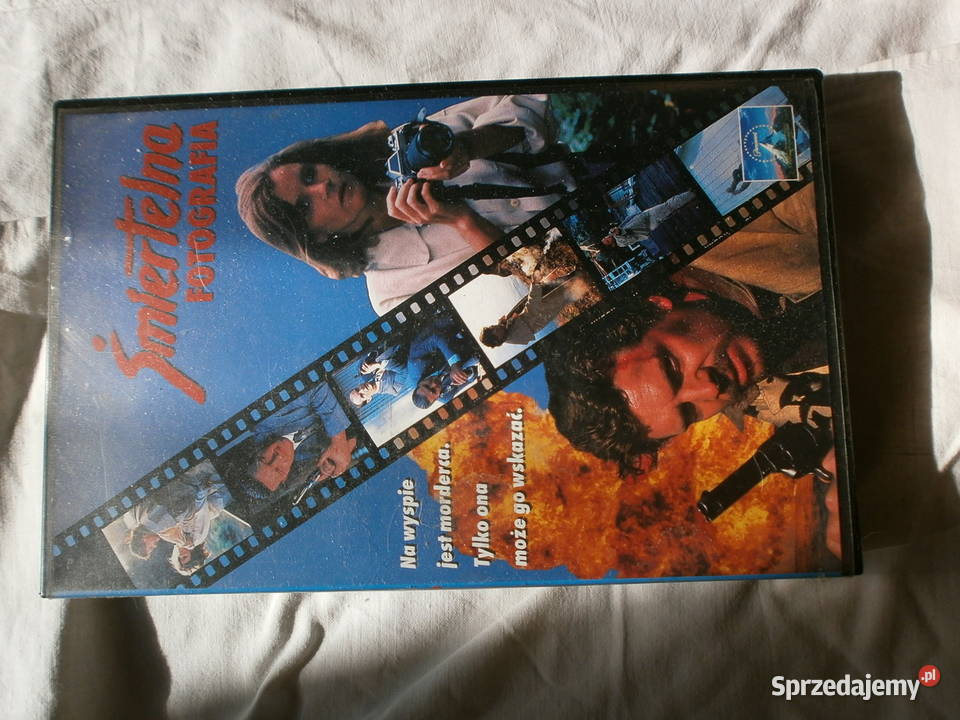 Śmiertelna
FOTOGRAFIA
Na wyspie
jest morderca.
Tylko ona
może go wskazać.
Sprzedajemy.pl